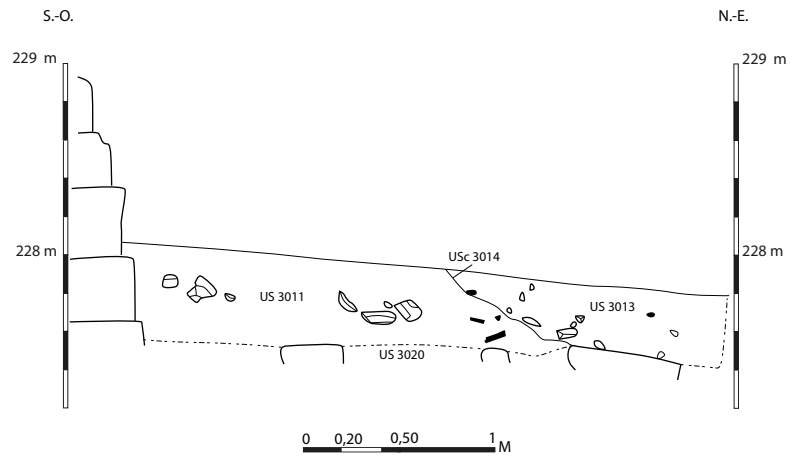 S.-O. N.-E.
229 m 229 m
228 m 228 m
USc 3014
US 3011 US 3013
US 3020
0 0,20 0,50 1 M